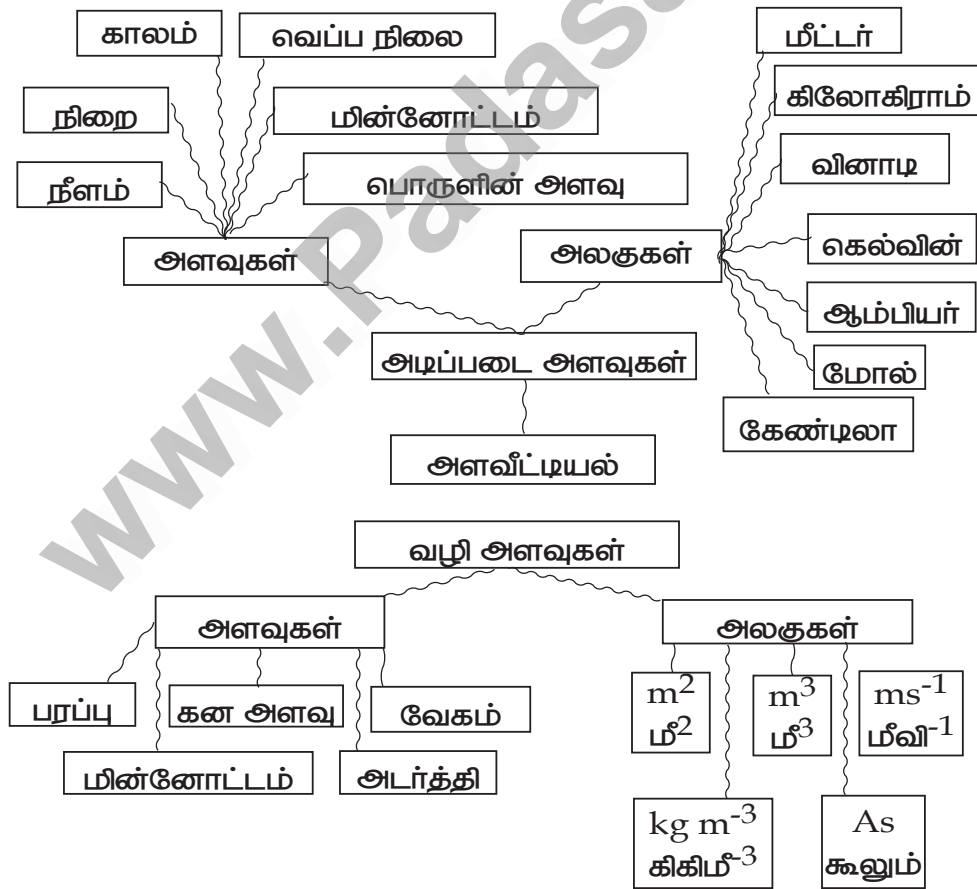 காலம்
வெப்ப நிலை
மீட்டர்
நிறை
மின்னோட்டம்
கிலோகிராம்
நீளம்
பொருளின் அளவு
வினாடி
அளவுகள்
அலகுகள்
கெல்வின்
ஆம்பியர்
அடிப்படை அளவுகள்
மோல்
கேண்டிலா
அளவீட்டியல்
வழி அளவுகள்
அளவுகள்
அலகுகள்
பரப்பு
கன அளவு
வேகம்
m²
மீ²
m³
மீ³
ms⁻¹
மீவி⁻¹
மின்னோட்டம்
அடர்த்தி
kg m⁻³
கிகிமீ⁻³
As
கூலும்
www.Padasa